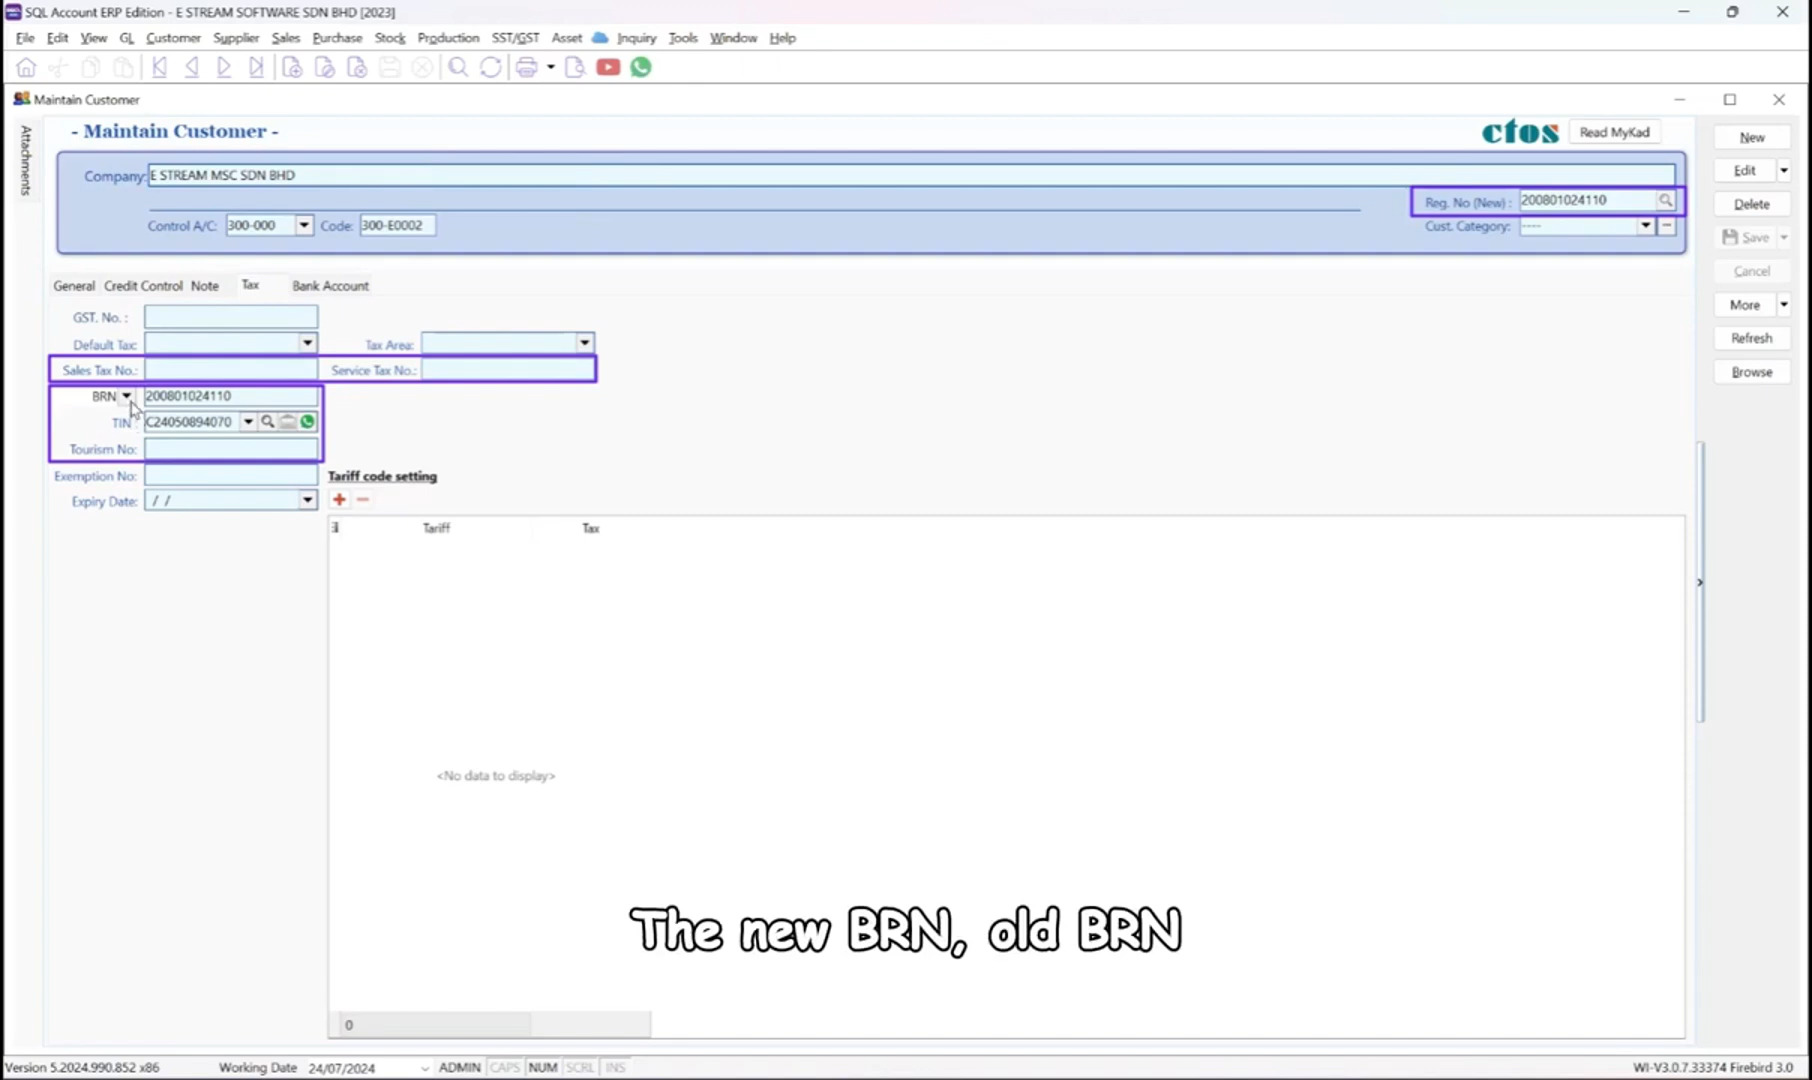 SQL Account ERP Edition - E STREAM SOFTWARE SDN BHD [2023]
File Edit View GL Customer Supplier Sales Purchase Stock Production SST/GST Asset Inquiry Tools Window Help
Maintain Customer
Attachments
- Maintain Customer -
ctos Read MyKad
New
Company: E STREAM MSC SDN BHD
Edit
Reg. No (New) : 200801024110
Delete
Control A/C: 300-000 Code: 300-E0002
Cust. Category: ----
Save
Cancel
General Credit Control Note Tax Bank Account
More
GST. No. :
Refresh
Default Tax: Tax Area:
Sales Tax No.: Service Tax No.:
Browse
BRN 200801024110
TIN : C24050894070
Tourism No:
Exemption No:
Tariff code setting
Expiry Date: / /
Tariff Tax
<No data to display>
The new BRN, old BRN
0
Version 5.2024.990.852 x86 Working Date 24/07/2024 ADMIN CAPS NUM SCRL INS WI-V3.0.7.33374 Firebird 3.0